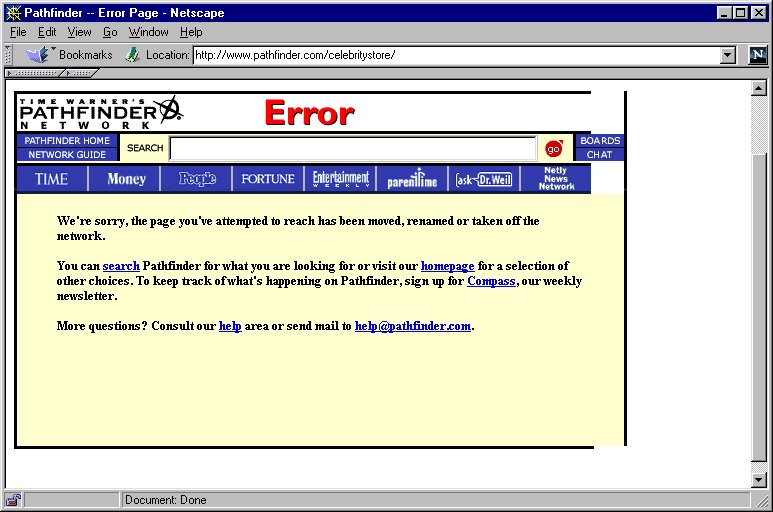 Pathfinder -- Error Page - Netscape
File Edit View Go Window Help
Bookmarks Location: http://www.pathfinder.com/celebritystore/ N
TIME WARNER'S
PATHFINDER
NETWORK
Error
PATHFINDER HOME
NETWORK GUIDE
SEARCH go
BOARDS
CHAT
TIME Money People FORTUNE Entertainment WEEKLY parentime ask Dr. Weil Netly News Network
We're sorry, the page you've attempted to reach has been moved, renamed or taken off the
network.
You can search Pathfinder for what you are looking for or visit our homepage for a selection of
other choices. To keep track of what's happening on Pathfinder, sign up for Compass, our weekly
newsletter.
More questions? Consult our help area or send mail to help@pathfinder.com.
Document: Done